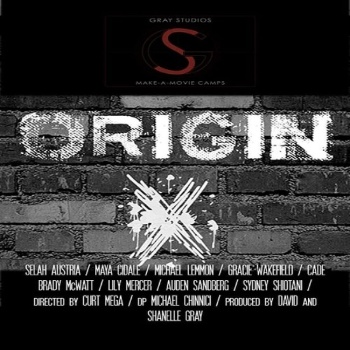 GRAY STUDIOS
SG
MAKE-A-MOVIE CAMPS
ORIGIN
X
SELAH AUSTRIA / MAYA CIDALE / MICHAEL LEMMON / GRACIE WAKEFIELD / CADE
BRADY McWATT / LILY MERCER / AUDEN SANDBERG / SYDNEY SHIOTANI /
DIRECTED BY CURT MEGA / DP MICHAEL CHINNICI / PRODUCED BY DAVID AND
SHANELLE GRAY